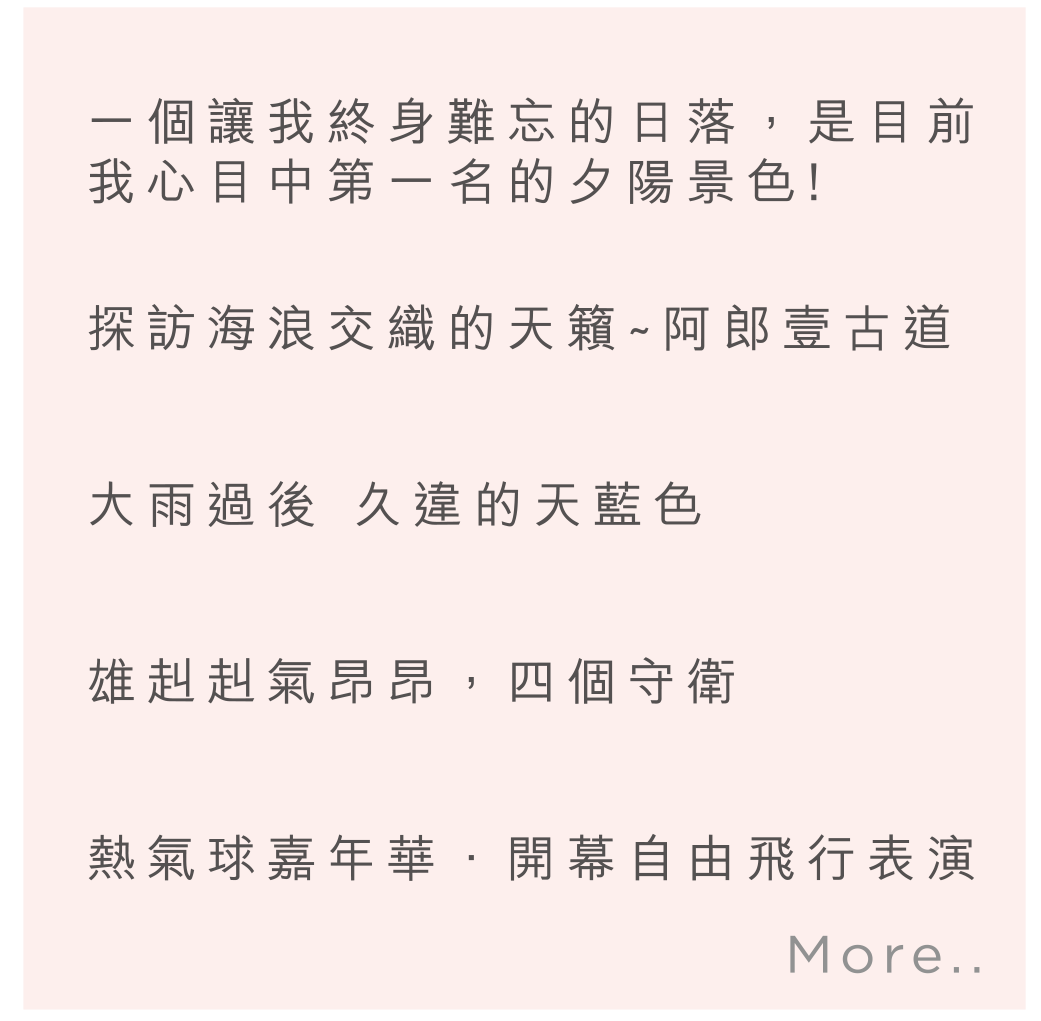 一個讓我終身難忘的日落，是目前
我心目中第一名的夕陽景色!
探訪海浪交織的天籟~阿郎壹古道
大雨過後 久違的天藍色
雄赳赳氣昂昂，四個守衛
熱氣球嘉年華 · 開幕自由飛行表演
More..